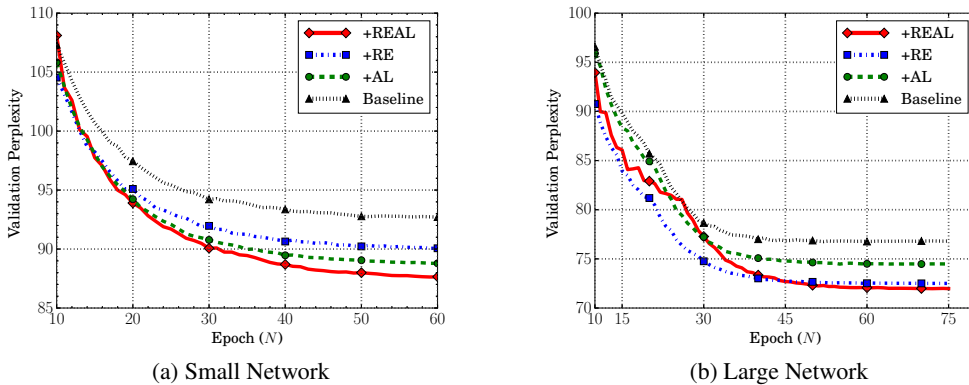 110
105
100
95
90
85
Validation Perplexity
10
20
30
40
50
60
Epoch (N)
+REAL
+RE
+AL
Baseline
(a) Small Network
100
95
90
85
80
75
70
Validation Perplexity
10
15
30
45
60
75
Epoch (N)
+REAL
+RE
+AL
Baseline
(b) Large Network